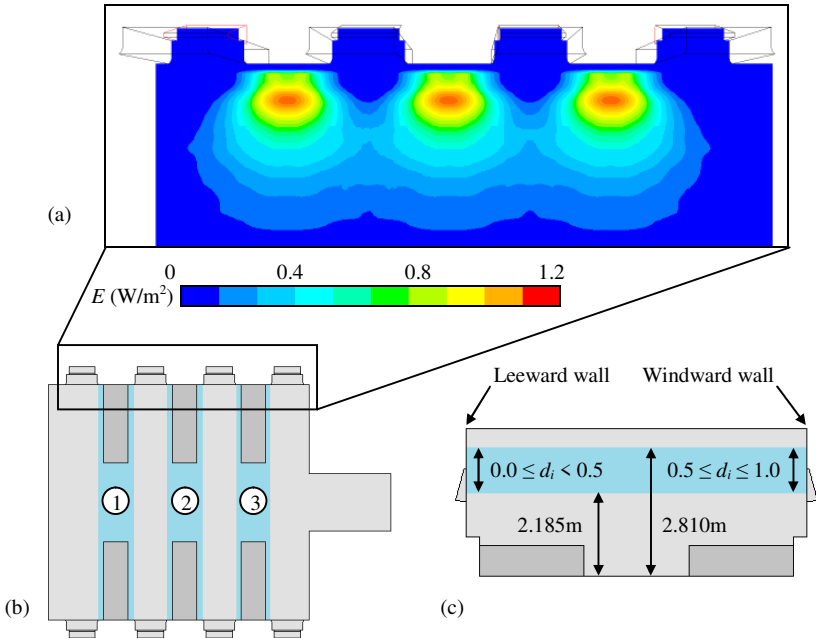 (a)
0 0.4 0.8 1.2
E (W/m²)
Leeward wall Windward wall
0.0 ≤ dᵢ < 0.5 0.5 ≤ dᵢ ≤ 1.0
1 2 3
2.185m 2.810m
(b) (c)